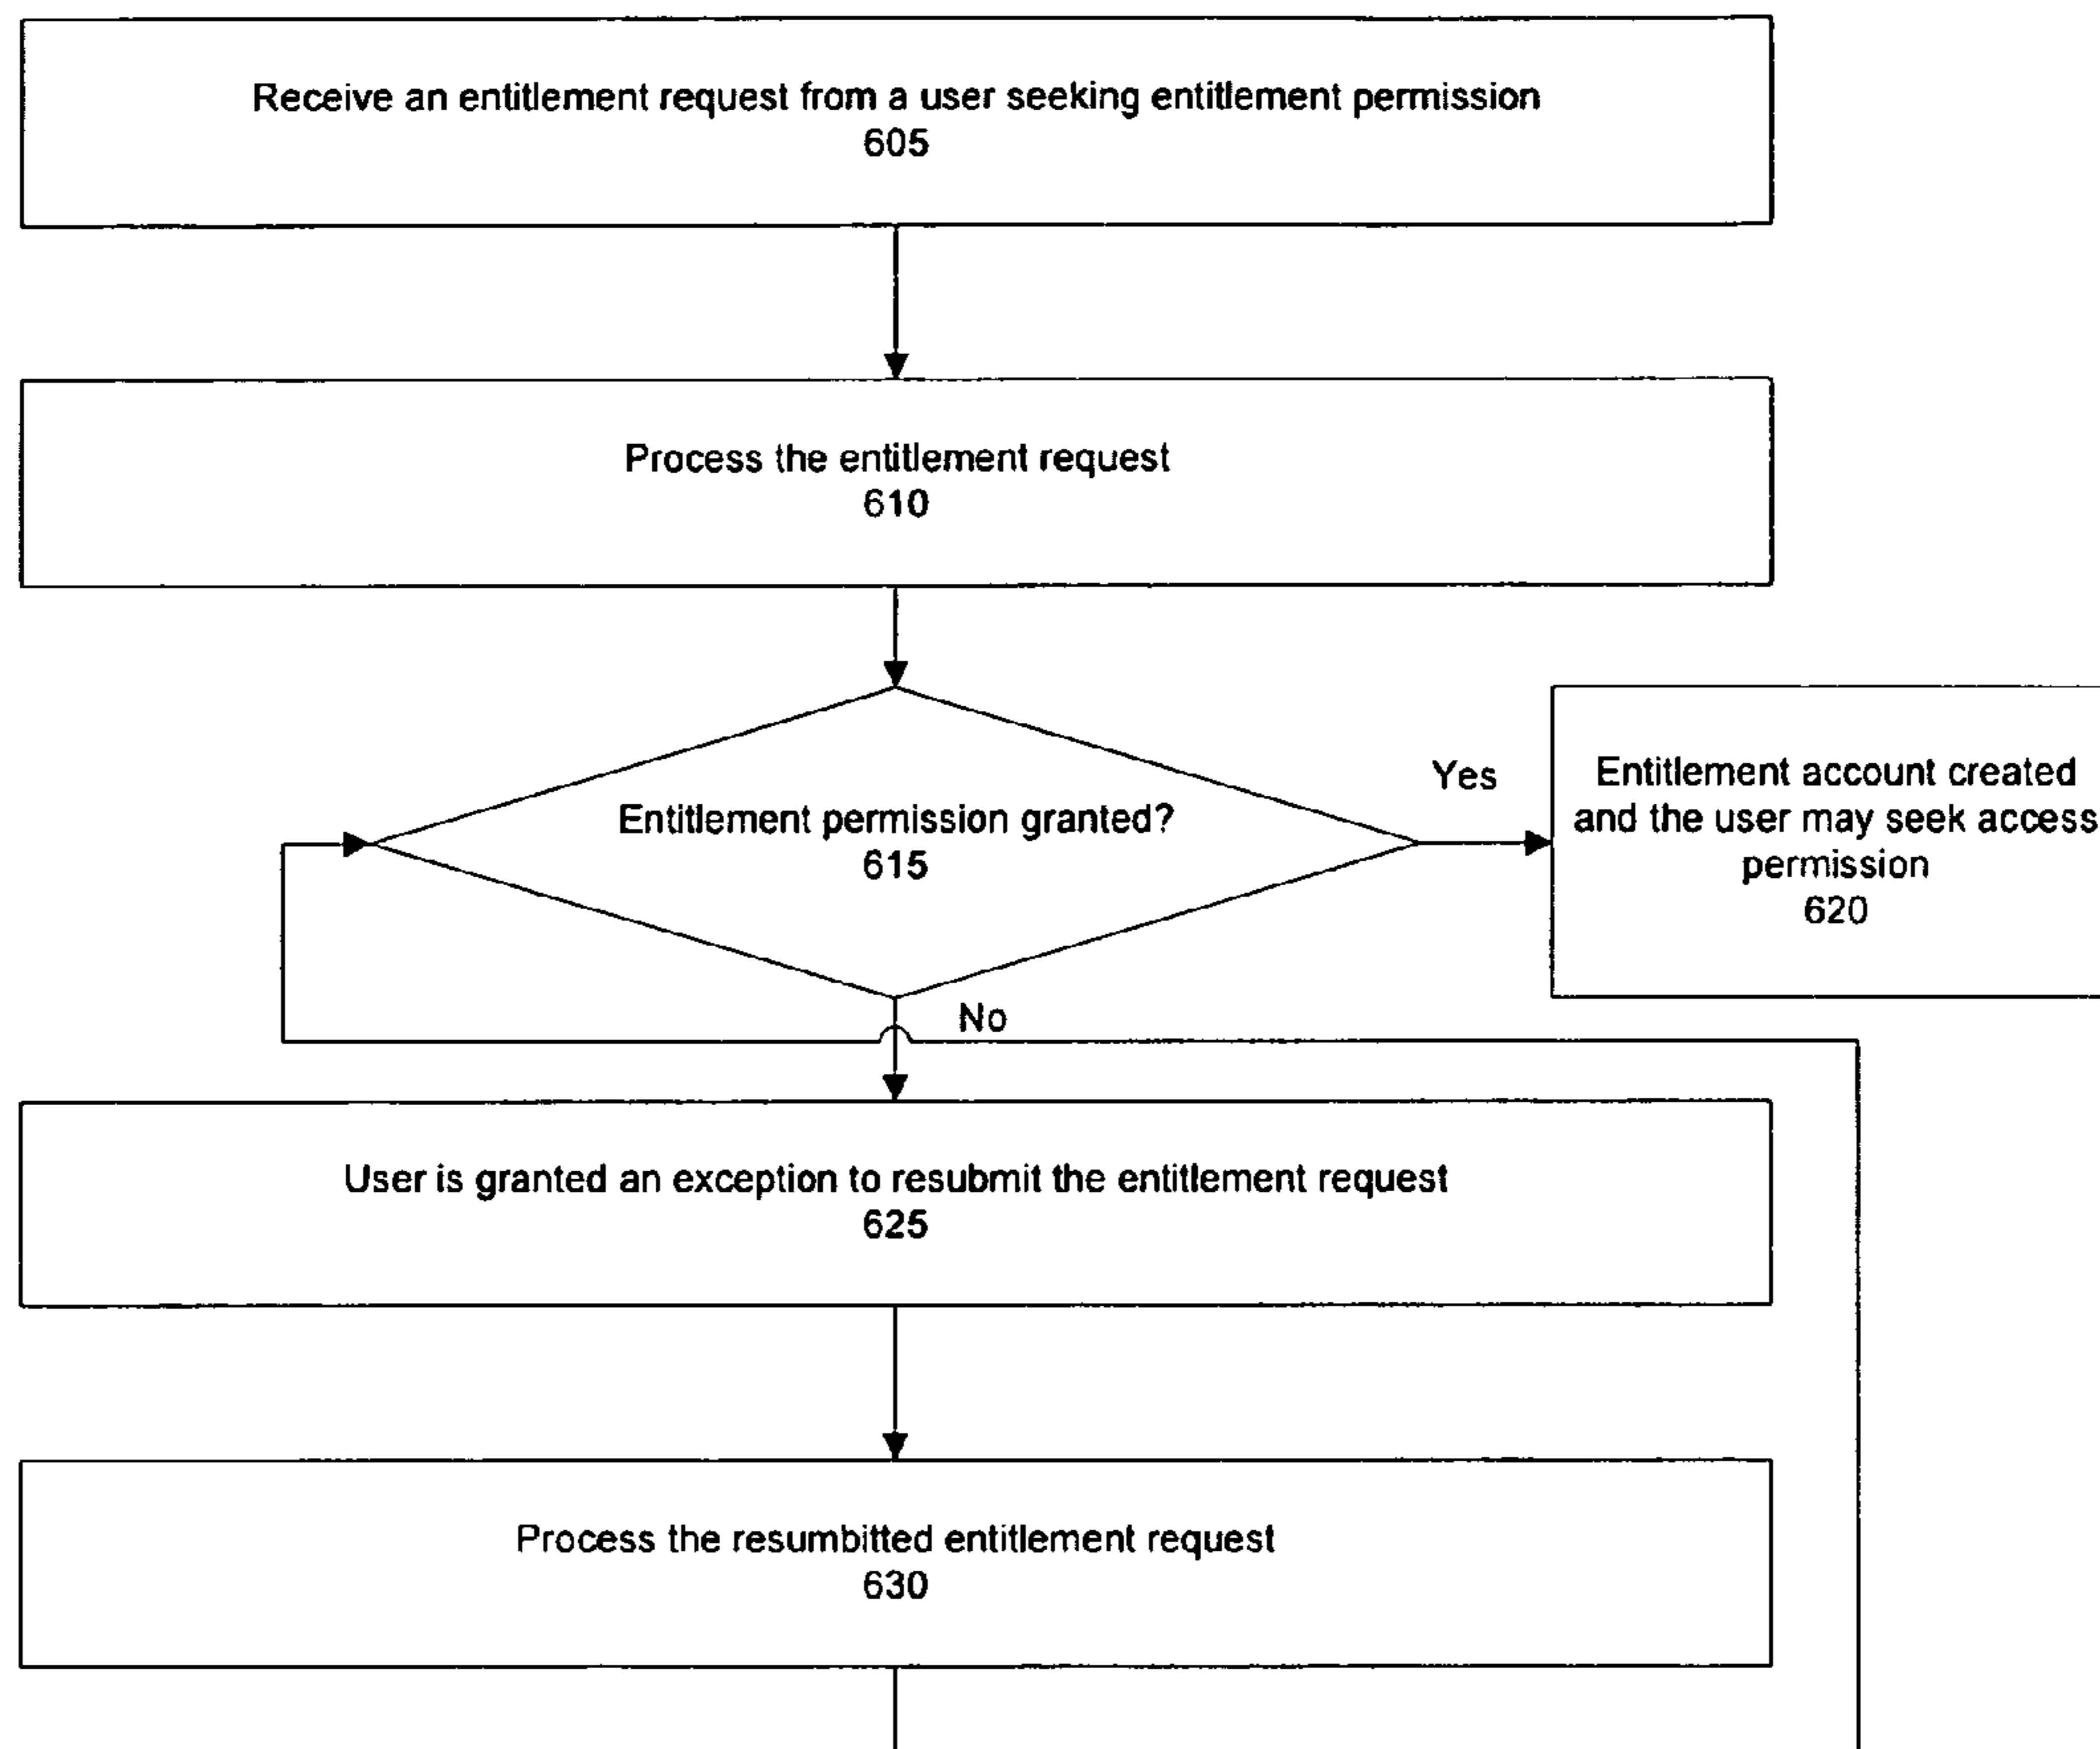 Receive an entitlement request from a user seeking entitlement permission
605
Process the entitlement request
610
Entitlement permission granted?
615
Yes
Entitlement account created
and the user may seek access
permission
620
No
User is granted an exception to resubmit the entitlement request
625
Process the resumbitted entitlement request
630